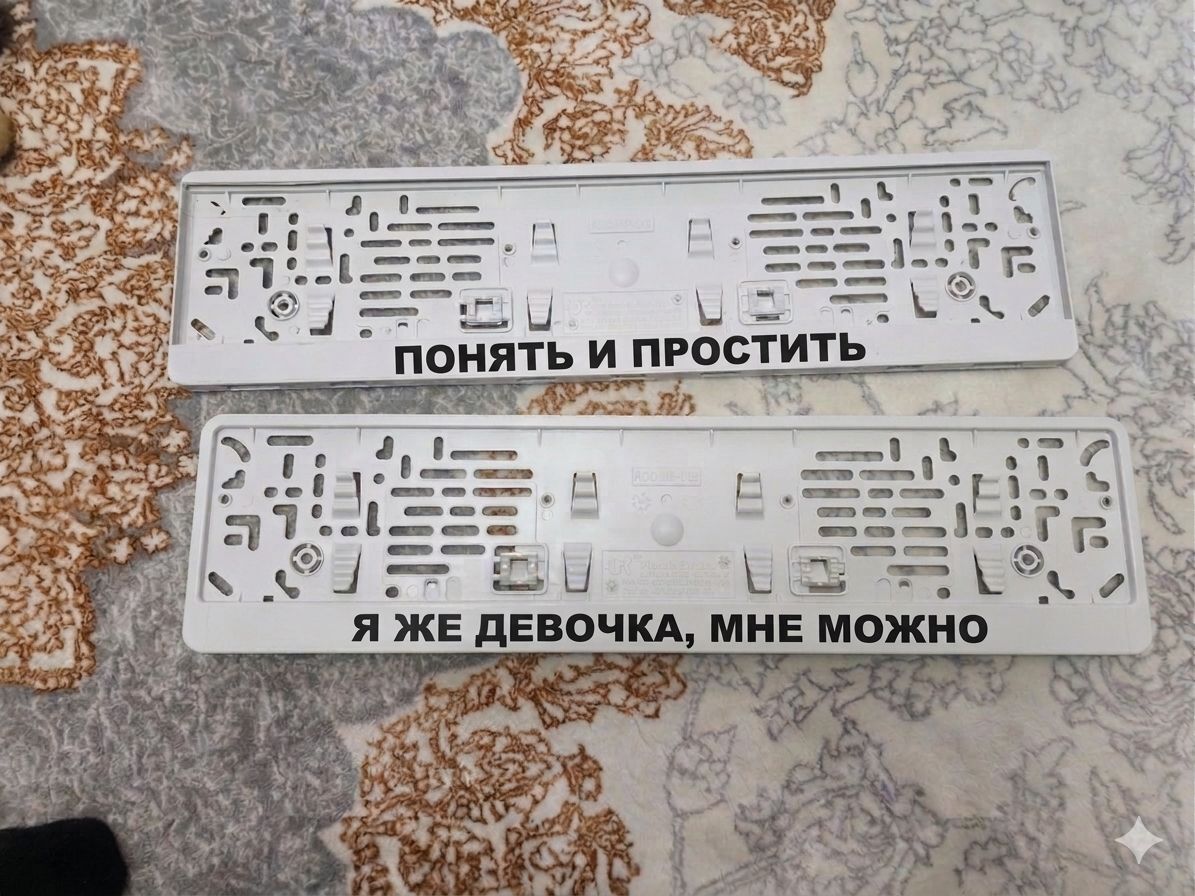 ПОНЯТЬ И ПРОСТИТЬ
Я ЖЕ ДЕВОЧКА, МНЕ МОЖНО